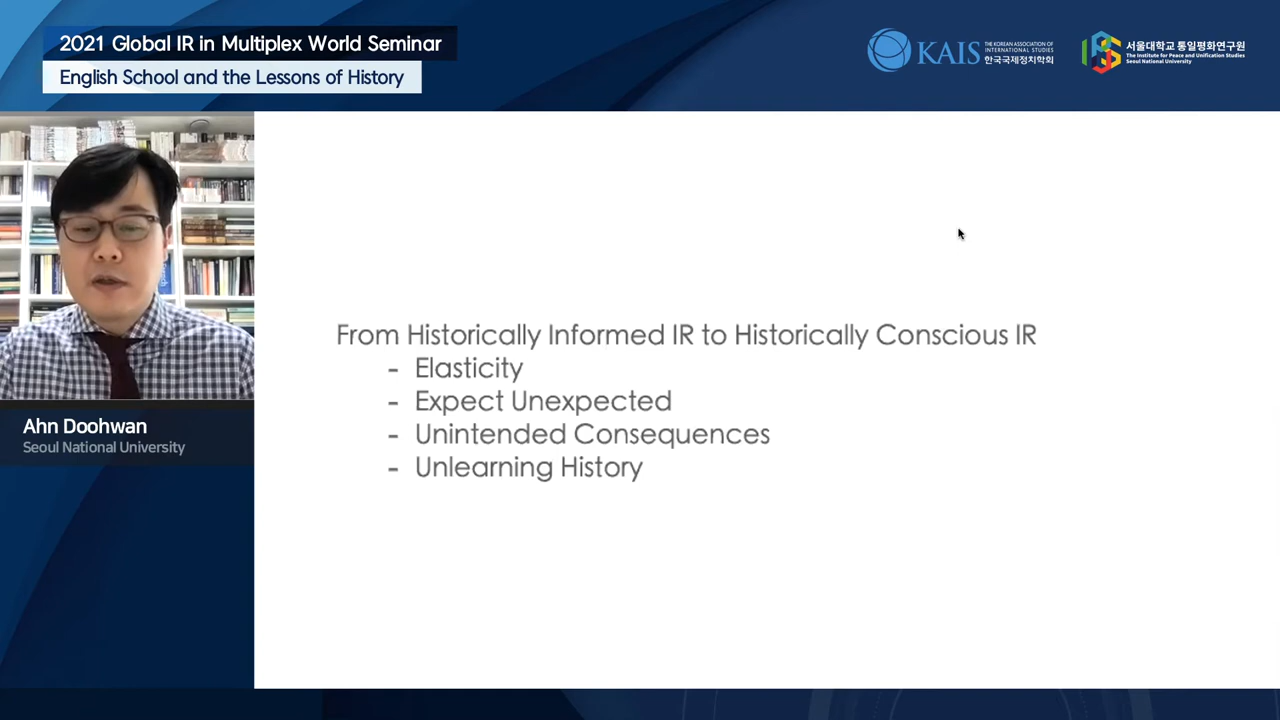 2021 Global IR in Multiplex World Seminar
English School and the Lessons of History
KAIS
THE KOREAN ASSOCIATION OF
INTERNATIONAL STUDIES
한국국제정치학회
서울대학교 통일평화연구원
The Institute for Peace and Unification Studies
Seoul National University
From Historically Informed IR to Historically Conscious IR
- Elasticity
- Expect Unexpected
- Unintended Consequences
- Unlearning History
Ahn Doohwan
Seoul National University